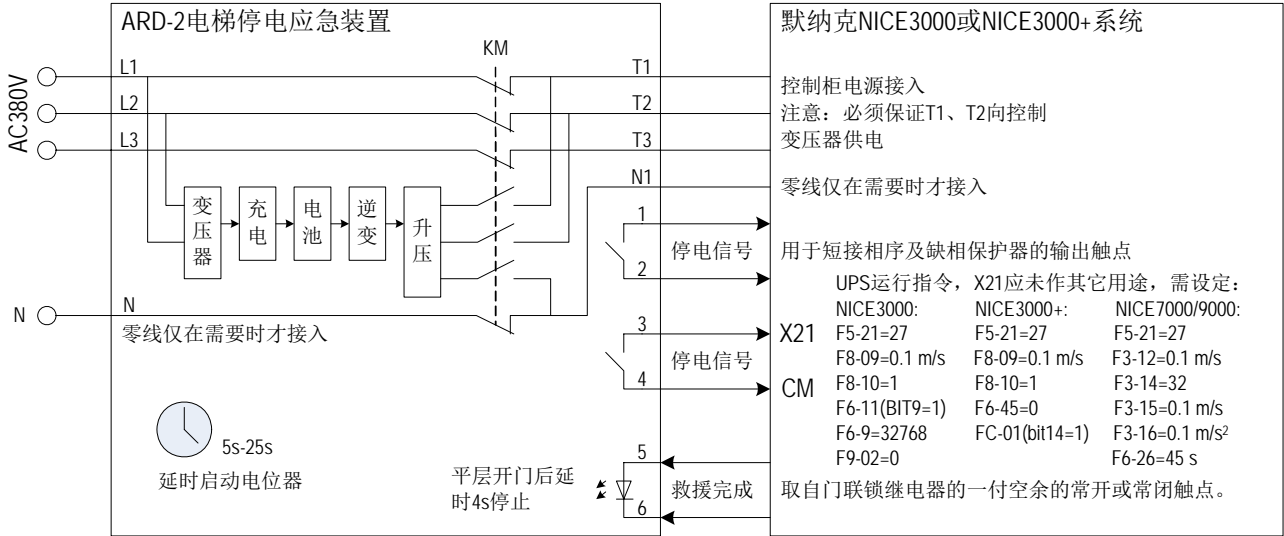 ARD-2电梯停电应急装置
默纳克NICE3000或NICE3000+系统
KM
AC380V
L1
T1
控制柜电源接入
L2
T2
注意：必须保证T1、T2向控制
变压器供电
L3
T3
N1
零线仅在需要时才接入
变压器
充电
电池
逆变
升压
1
停电信号
2
用于短接相序及缺相保护器的输出触点
UPS运行指令，X21应未作其它用途，需设定：
NICE3000:
NICE3000+:
NICE7000/9000:
N
N
零线仅在需要时才接入
3
停电信号
4
X21
CM
F5-21=27
F5-21=27
F5-21=27
F8-09=0.1 m/s
F8-09=0.1 m/s
F3-12=0.1 m/s
F8-10=1
F8-10=1
F3-14=32
F6-11(BIT9=1)
F6-45=0
F3-15=0.1 m/s
F6-9=32768
FC-01(bit14=1)
F3-16=0.1 m/s²
F9-02=0
F6-26=45 s
5s-25s
延时启动电位器
平层开门后延
时4s停止
5
救援完成
6
取自门联锁继电器的一付空余的常开或常闭触点。